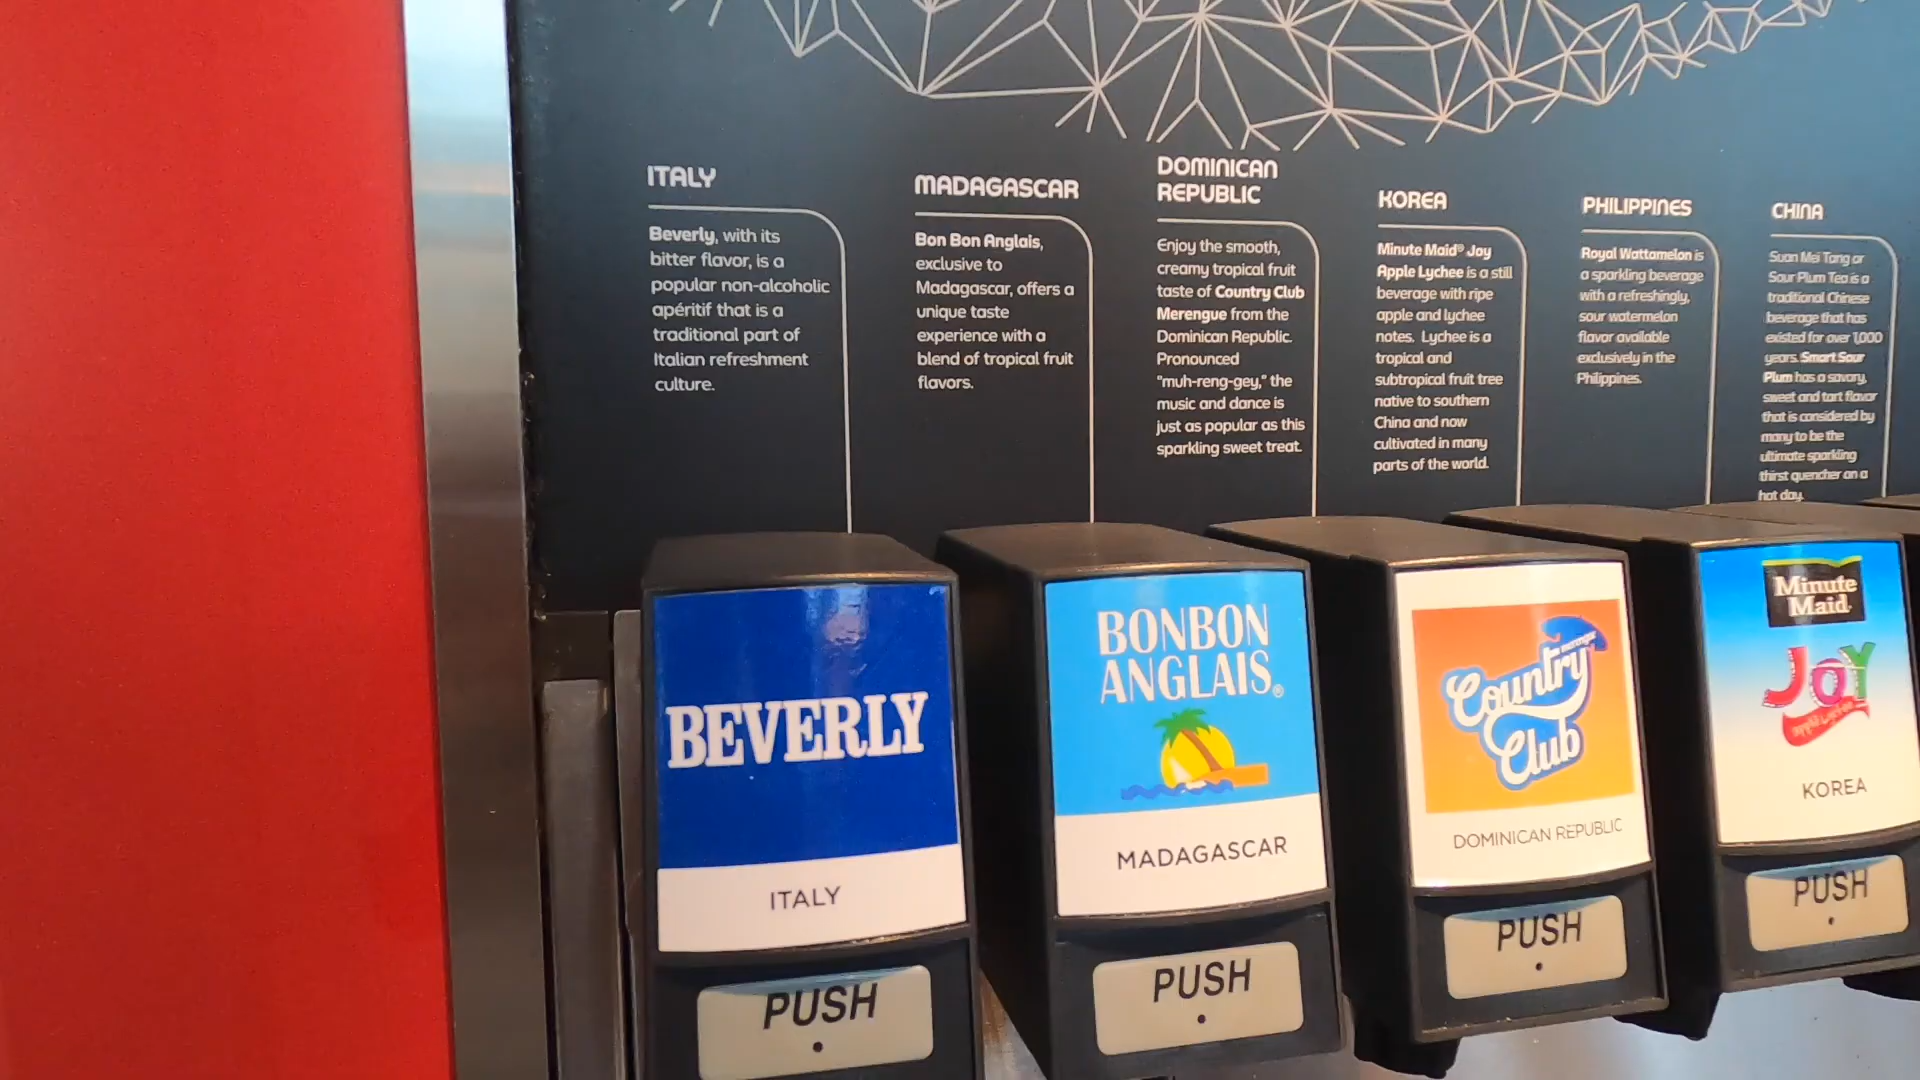 ITALY
Beverly, with its
bitter flavor, is a
popular non-alcoholic
apéritif that is a
traditional part of
Italian refreshment
culture.
MADAGASCAR
Bon Bon Anglais,
exclusive to
Madagascar, offers a
unique taste
experience with a
blend of tropical fruit
flavors.
DOMINICAN
REPUBLIC
Enjoy the smooth,
creamy tropical fruit
taste of Country Club
Merengue from the
Dominican Republic.
Pronounced
"muh-reng-gey," the
music and dance is
just as popular as this
sparkling sweet treat.
KOREA
Minute Maid® Joy
Apple Lychee is a still
beverage with ripe
apple and lychee
notes. Lychee is a
tropical and
subtropical fruit tree
native to southern
China and now
cultivated in many
parts of the world.
PHILIPPINES
Royal Wattamelon is
a sparkling beverage
with a refreshingly,
sour watermelon
flavor available
exclusively in the
Philippines.
CHINA
Suan Mei Tang or
Sour Plum Tea is a
traditional Chinese
beverage that has
existed for over 1,000
years. Smart Sour
Plum has a savory,
sweet and tart flavor
that is considered by
many to be the
ultimate sparkling
thirst quencher on a
hot day.
BEVERLY
ITALY
PUSH
BONBON
ANGLAIS®
MADAGASCAR
PUSH
Country
Club
DOMINICAN REPUBLIC
PUSH
Minute
Maid
JOY
Apple Lychee
KOREA
PUSH